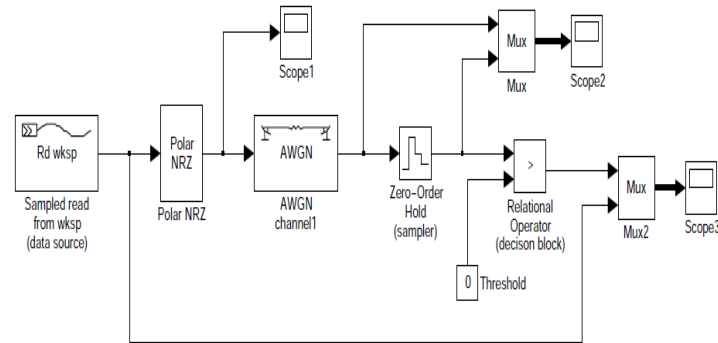 Scope1
Mux
Mux
Scope2
Rd wksp
Sampled read
from wksp
(data source)
Polar
NRZ
Polar NRZ
AWGN
AWGN
channel1
Zero-Order
Hold
(sampler)
>
Relational
Operator
(decison block)
Mux
Mux2
Scope3
0
Threshold